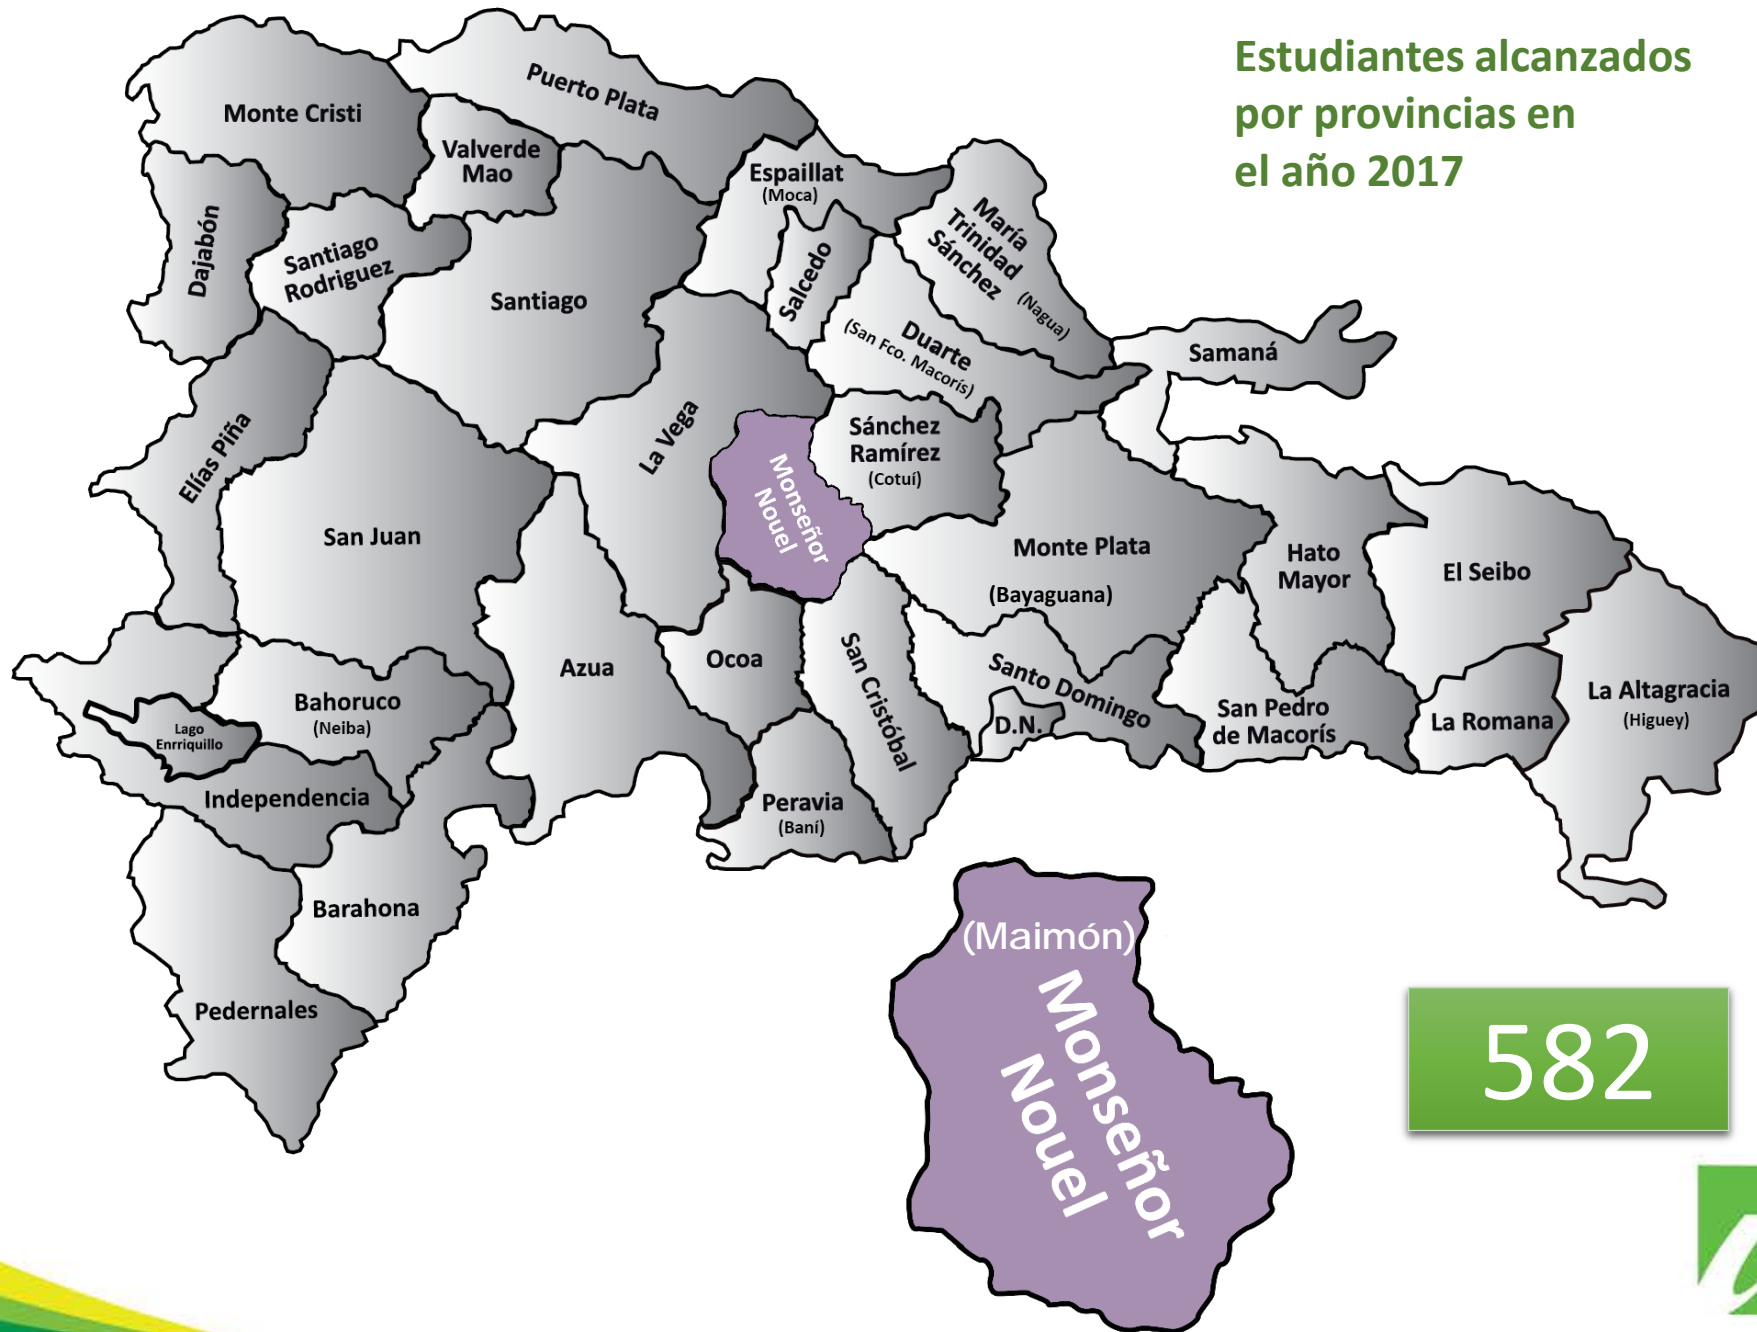 Estudiantes alcanzados
por provincias en
el año 2017
Monte Cristi
Puerto Plata
Valverde
Mao
Espaillat
(Moca)
María
Trinidad
Sánchez
(Nagua)
Dajabón
Santiago
Rodriguez
Santiago
Salcedo
Duarte
(San Fco. Macorís)
Samaná
Elías Piña
La Vega
Sánchez
Ramírez
(Cotuí)
Monseñor
Nouel
San Juan
Monte Plata
(Bayaguana)
Hato
Mayor
El Seibo
Azua
Ocoa
San Cristóbal
Santo Domingo
D.N.
San Pedro
de Macorís
La Romana
La Altagracia
(Higuey)
Bahoruco
(Neiba)
Lago
Enrriquillo
Independencia
Peravia
(Baní)
Barahona
Pedernales
(Maimón)
Monseñor
Nouel
582